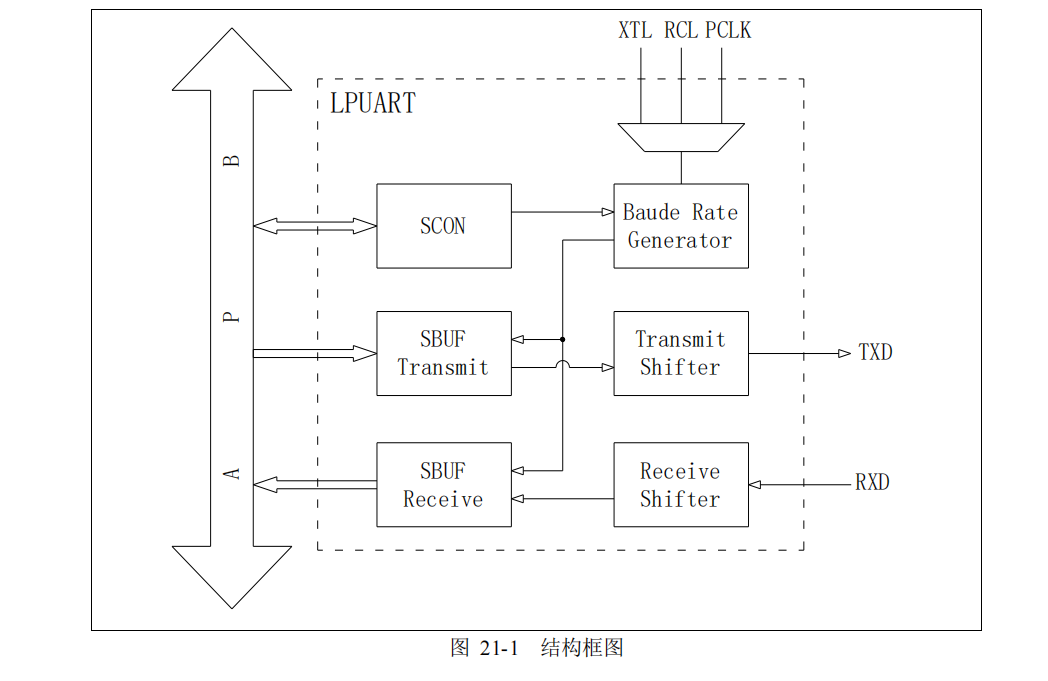 XTL RCL PCLK
LPUART
B
P
A
SCON
Baude Rate
Generator
SBUF
Transmit
Transmit
Shifter
TXD
SBUF
Receive
Receive
Shifter
RXD
图 21-1 结构框图